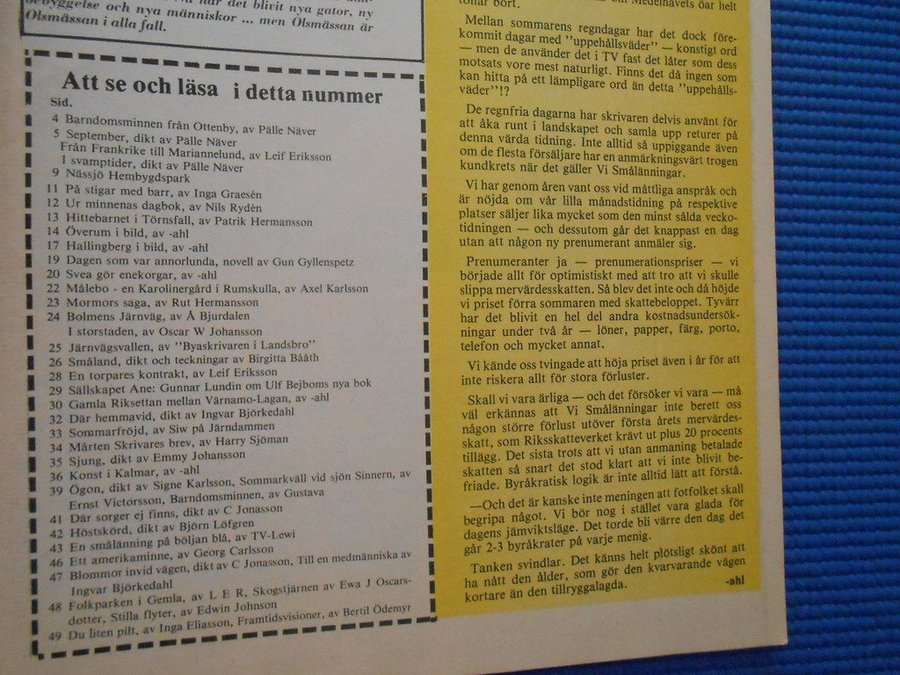 här det blivit nya gator, ny
bebyggelse och nya människor ... men Ölsmässan är
Ölsmässan i alla fall.
Att se och läsa i detta nummer
Sid.
4 Barndomsminnen från Ottenby, av Pälle Näver
5 September, dikt av Pälle Näver
Från Frankrike till Mariannelund, av Leif Eriksson
I svamptider, dikt av Pälle Näver
9 Nässjö Hembygdspark
11 På stigar med barr, av Inga Graesén
12 Ur minnenas dagbok, av Nils Rydén
13 Hittebarnet i Törnsfall, av Patrik Hermansson
14 Överum i bild, av -ahl
17 Hallingberg i bild, av -ahl
19 Dagen som var annorlunda, novell av Gun Gyllenspetz
20 Svea gör enekorgar, av -ahl
22 Målebo - en Karolinergård i Rumskulla, av Axel Karlsson
23 Mormors saga, av Rut Hermansson
24 Bolmens Järnväg, av Å Bjurdalen
I storstaden, av Oscar W Johansson
25 Järnvägsvallen, av "Byaskrivaren i Landsbro"
26 Småland, dikt och teckningar av Birgitta Bååth
28 En torpares kontrakt, av Leif Eriksson
29 Sällskapet Ane: Gunnar Lundin om Ulf Bejboms nya bok
30 Gamla Riksettan mellan Värnamo-Lagan, av -ahl
32 Där hemmavid, dikt av Ingvar Björkedahl
33 Sommarfröjd, av Siw på Järndammen
34 Mårten Skrivares brev, av Harry Sjöman
35 Sjung, dikt av Emmy Johansson
36 Konst i Kalmar, av -ahl
39 Ögon, dikt av Signe Karlsson, Sommarkväll vid sjön Sinnern, av
Ernst Victorsson, Barndomsminnen, av Gustava
41 Där sorger ej finns, dikt av C Jonasson
42 Höstskörd, dikt av Björn Löfgren
43 En smålänning på böljan blå, av TV-Lewi
46 Ett amerikaminne, av Georg Carlsson
47 Blommor invid vägen, dikt av C Jonasson, Till en medmänniska av
Ingvar Björkedahl
48 Folkparken i Gemla, av L E R, Skogstjärnen av Ewa J Oscars-
dotter, Stilla flyter, av Edwin Johnson
49 Du liten pilt, av Inga Eliasson, Framtidsvisioner, av Bertil Ödemyr
om Medelhavets öar helt
tonar bort.
Mellan sommarens regndagar har det dock före-
kommit dagar med "uppehållsväder" — konstigt ord
— men de använder det i TV fast det låter som dess
motsats vore mest naturligt. Finns det då ingen som
kan hitta på ett lämpligare ord än detta "uppehålls-
väder"!?
De regnfria dagarna har skrivaren delvis använt för
att åka runt i landskapet och samla upp returer på
denna värda tidning. Inte alltid så uppiggande även
om de flesta försäljare har en anmärkningsvärt trogen
kundkrets när det gäller Vi Smålänningar.
Vi har genom åren vant oss vid måttliga anspråk och
är nöjda om vår lilla månadstidning på respektive
platser säljer lika mycket som den minst sålda vecko-
tidningen — och dessutom går det knappast en dag
utan att någon ny prenumerant anmäler sig.
Prenumeranter ja — prenumerationspriser — vi
började allt för optimistiskt med att tro att vi skulle
slippa mervärdesskatten. Så blev det inte och då höjde
vi priset förra sommaren med skattebeloppet. Tyvärr
har det blivit en hel del andra kostnadsundersök-
ningar under två år — löner, papper, färg, porto,
telefon och mycket annat.
Vi kände oss tvingade att höja priset även i år för att
inte riskera allt för stora förluster.
Skall vi vara ärliga — och det försöker vi vara — må
väl erkännas att Vi Smålänningar inte berett oss
någon större förlust utöver första årets mervärdes-
skatt, som Riksskatteverket krävt ut plus 20 procents
tillägg. Det sista trots att vi utan anmaning betalade
skatten så snart det stod klart att vi inte blivit be-
friade. Byråkratisk logik är inte alltid lätt att förstå.
—Och det är kanske inte meningen att fotfolket skall
begripa något. Vi bör nog i stället vara glada för
dagens jämviktsläge. Det torde bli värre den dag det
går 2-3 byråkrater på varje menig.
Tanken svindlar. Det känns helt plötsligt skönt att
ha nått den ålder, som gör den kvarvarande vägen
kortare än den tillryggalagda.
-ahl